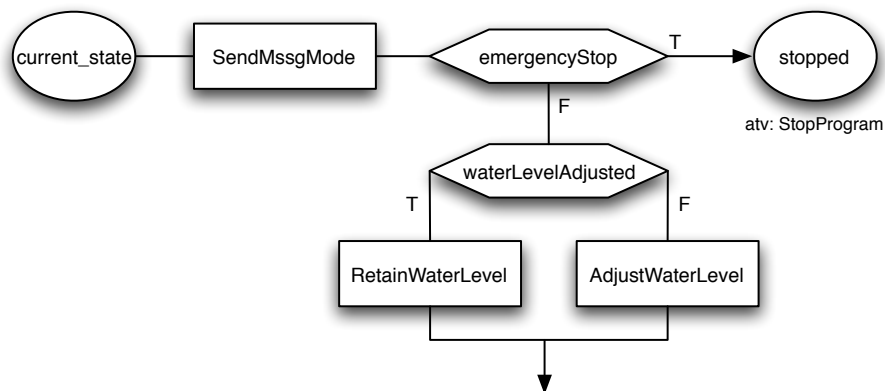 current_state
SendMssgMode
emergencyStop
T
stopped
F
atv: StopProgram
waterLevelAdjusted
T
F
RetainWaterLevel
AdjustWaterLevel